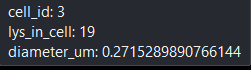 cell_id: 3
lys_in_cell: 19
diameter_um: 0.2715289890766144